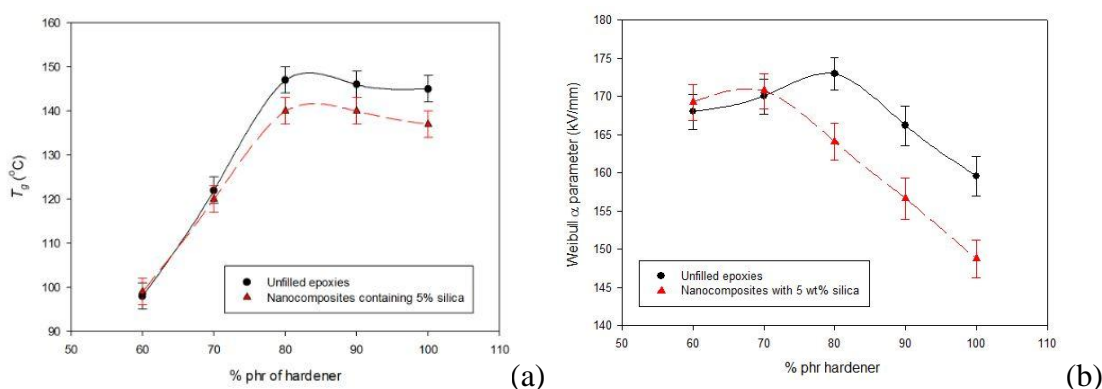 160
150
140
130
120
110
100
90
T_g (°C)
50 60 70 80 90 100 110
% phr of hardener
Unfilled epoxies
Nanocomposites containing 5% silica
(a)
180
175
170
165
160
155
150
145
140
Weibull α parameter (kV/mm)
50 60 70 80 90 100 110
% phr hardener
Unfilled epoxies
Nanocomposites with 5 wt% silica
(b)